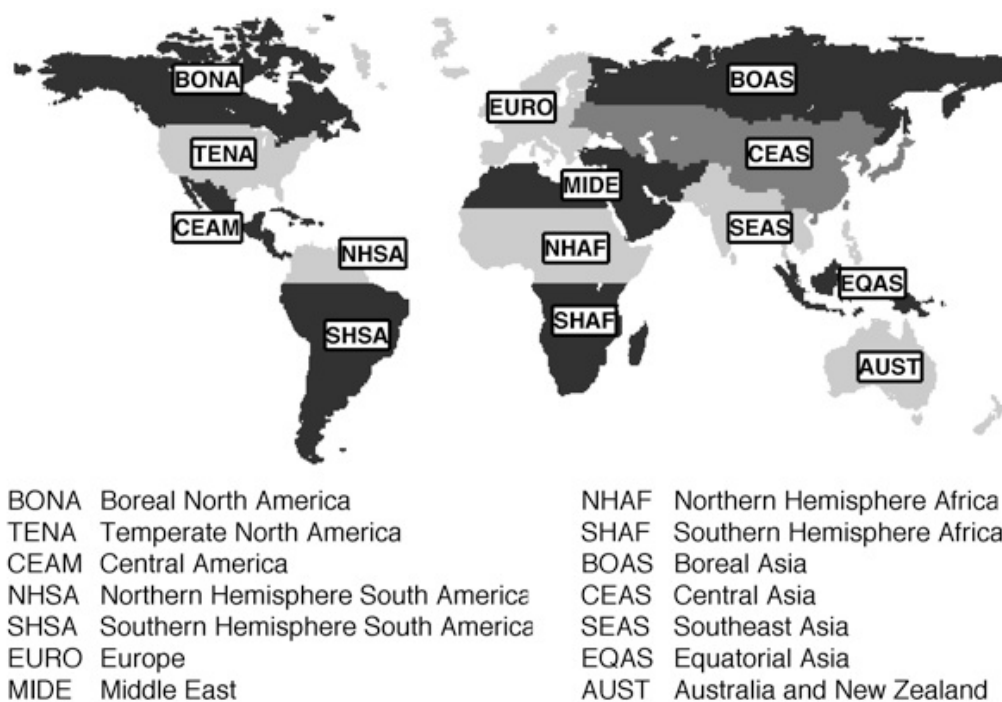 BONA
BOAS
EURO
TENA
CEAS
MIDE
CEAM
SEAS
NHSA
NHAF
EQAS
SHAF
SHSA
AUST
BONA Boreal North America
TENA Temperate North America
CEAM Central America
NHSA Northern Hemisphere South America
SHSA Southern Hemisphere South America
EURO Europe
MIDE Middle East
NHAF Northern Hemisphere Africa
SHAF Southern Hemisphere Africa
BOAS Boreal Asia
CEAS Central Asia
SEAS Southeast Asia
EQAS Equatorial Asia
AUST Australia and New Zealand